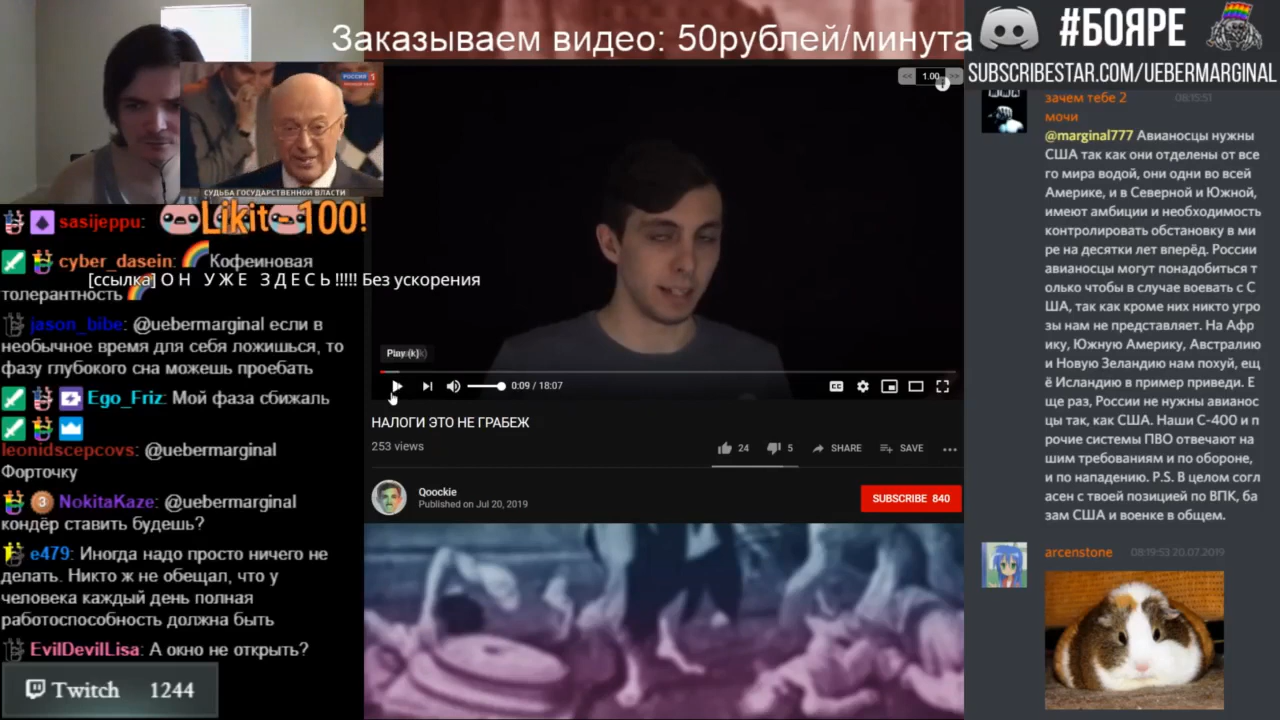 Заказываем видео: 50рублей/минута
#БОЯРЕ
SUBSCRIBESTAR.COM/UEBERMARGINAL
РОССИЯ 1
СУДЬБА ГОСУДАРСТВЕННОЙ ВЛАСТИ
sasijeppu: Likit 100!
cyber_dasein: Кофеиновая
толерантность
[ссылка] О Н У Ж Е З Д Е С Ь !!!!! Без ускорения
jason_bibe: @uebermarginal если в
необычное время для себя ложишься, то
фазу глубокого сна можешь проебать
Ego_Friz: Мой фаза сбижаль
leonidscepcovs: @uebermarginal
Форточку
3 NokitaKaze: @uebermarginal
кондёр ставить будешь?
e479: Иногда надо просто ничего не
делать. Никто ж не обещал, что у
человека каждый день полная
работоспособность должна быть
EvilDevilLisa: А окно не открыть?
Twitch 1244
<< 1.00 >>
Play (k)
0:09 / 18:07
CC
НАЛОГИ ЭТО НЕ ГРАБЕЖ
253 views
24 5 SHARE SAVE
Qoockie
Published on Jul 20, 2019
SUBSCRIBE 840
зачем тебе 2 08:15:51
мочи
@marginal777 Авианосцы нужны
США так как они отделены от все
го мира водой, они одни во всей
Америке, и в Северной и Южной,
имеют амбиции и необходимость
контролировать обстановку в ми
ре на десятки лет вперёд. России
авианосцы могут понадобиться т
олько чтобы в случае воевать с С
ША, так как кроме них никто угро
зы нам не представляет. На Афр
ику, Южную Америку, Австралию
и Новую Зеландию нам похуй, ещ
ё Исландию в пример приведи. Е
ще раз, России не нужны авианос
цы так, как США. Наши С-400 и п
рочие системы ПВО отвечают на
шим требованиям и по обороне,
и по нападению. P.S. В целом согл
асен с твоей позицией по ВПК, ба
зам США и военке в общем.
arcenstone 08:19:53 20.07.2019